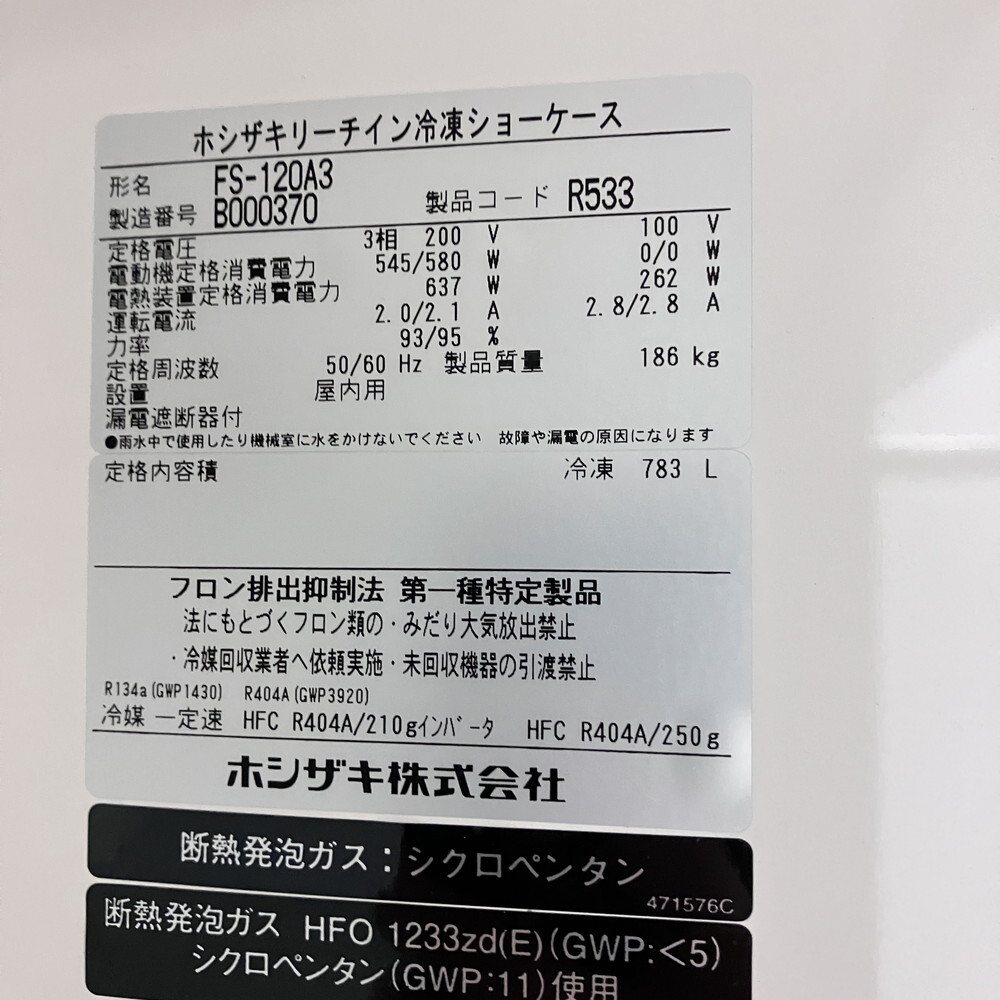 ホシザキリーチイン冷凍ショーケース
形名 FS-120A3
製造番号 B000370 製品コード R533
定格電圧 3相 200 V 100 V
電動機定格消費電力 545/580 W 0/0 W
電熱装置定格消費電力 637 W 262 W
運転電流 2.0/2.1 A 2.8/2.8 A
力率 93/95 %
定格周波数 50/60 Hz 製品質量 186 kg
設置 屋内用
漏電遮断器付
●雨水中で使用したり機械室に水をかけないでください 故障や漏電の原因になります
定格内容積 冷凍 783 L
フロン排出抑制法 第一種特定製品
法にもとづくフロン類の・みだり大気放出禁止
・冷媒回収業者へ依頼実施・未回収機器の引渡禁止
R134a(GWP1430) R404A(GWP3920)
冷媒 一定速 HFC R404A/210gインバータ HFC R404A/250g
ホシザキ株式会社
断熱発泡ガス：シクロペンタン
471576C
断熱発泡ガス HFO 1233zd(E)(GWP:<5)
シクロペンタン(GWP:11)使用